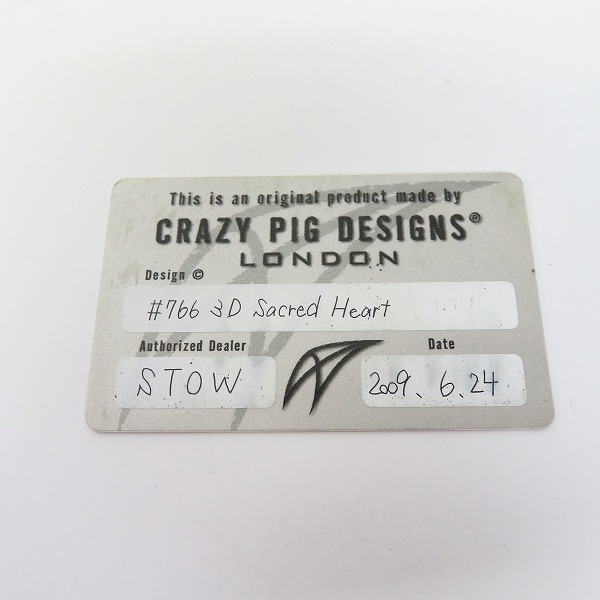 This is an original product made by
CRAZY PIG DESIGNS®
LONDON
Design ©
#766 3D Sacred Heart
Authorized Dealer
Date
STOW
2009. 6. 24